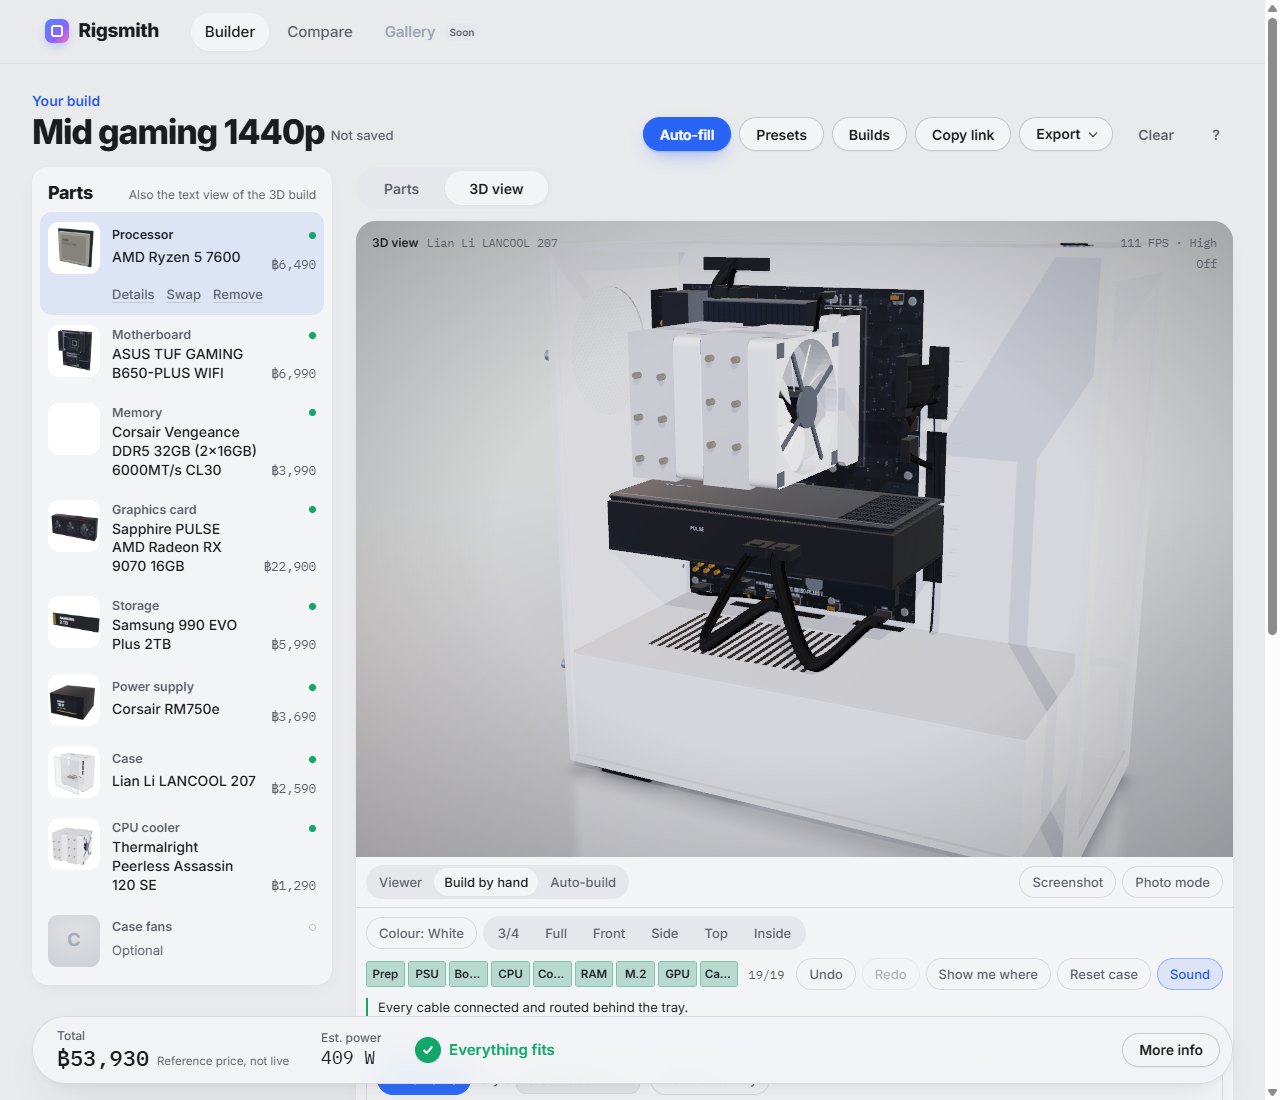 Rigsmith
Builder
Compare
Gallery Soon
Your build
Mid gaming 1440p Not saved
Auto-fill
Presets
Builds
Copy link
Export
Clear
?
Parts
Also the text view of the 3D build
Processor
AMD Ryzen 5 7600
฿6,490
Details Swap Remove
Motherboard
ASUS TUF GAMING
B650-PLUS WIFI
฿6,990
Memory
Corsair Vengeance
DDR5 32GB (2×16GB)
6000MT/s CL30
฿3,990
Graphics card
Sapphire PULSE
AMD Radeon RX
9070 16GB
฿22,900
Storage
Samsung 990 EVO
Plus 2TB
฿5,990
Power supply
Corsair RM750e
฿3,690
Case
Lian Li LANCOOL 207
฿2,590
CPU cooler
Thermalright
Peerless Assassin
120 SE
฿1,290
C
Case fans
Optional
Parts
3D view
3D view Lian Li LANCOOL 207
111 FPS · High
Off
PULSE
Viewer
Build by hand
Auto-build
Screenshot
Photo mode
Colour: White
3/4
Full
Front
Side
Top
Inside
Prep
PSU
Bo...
CPU
Co...
RAM
M.2
GPU
Ca...
19/19
Undo
Redo
Show me where
Reset case
Sound
Every cable connected and routed behind the tray.
Total
฿53,930 Reference price, not live
Est. power
409 W
Everything fits
More info